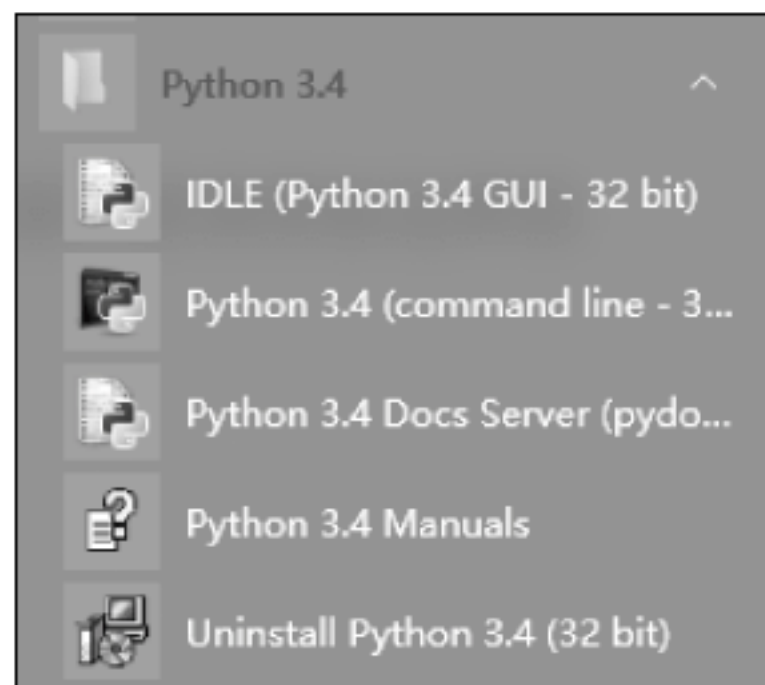 Python 3.4
IDLE (Python 3.4 GUI - 32 bit)
Python 3.4 (command line - 3...
Python 3.4 Docs Server (pydo...
Python 3.4 Manuals
Uninstall Python 3.4 (32 bit)